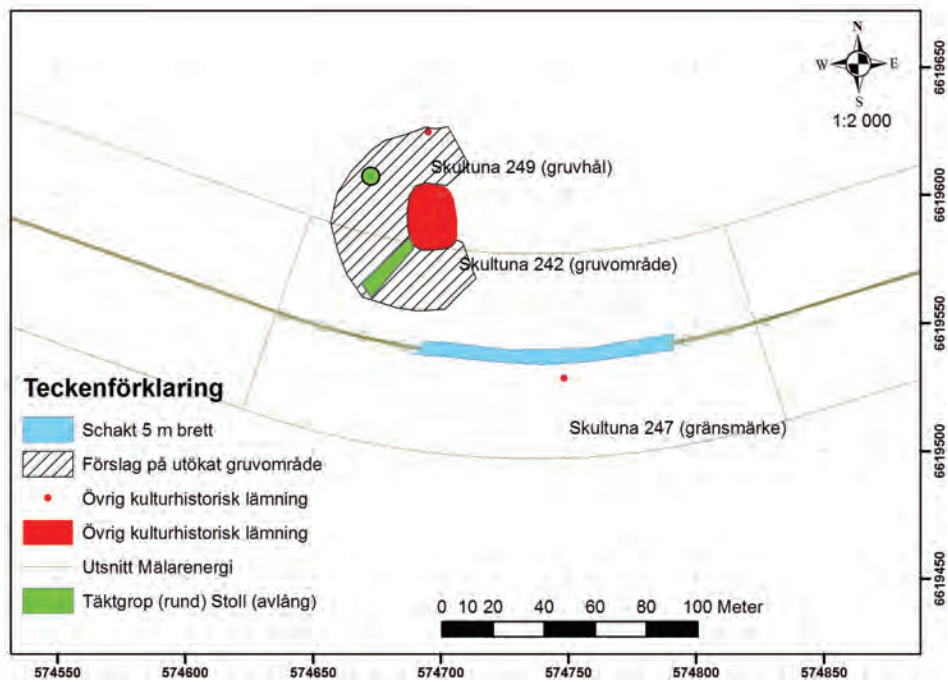 N
W E
S
1:2 000
Skultuna 249 (gruvhål)
Skultuna 242 (gruvområde)
Skultuna 247 (gränsmärke)
Teckenförklaring
Schakt 5 m brett
Förslag på utökat gruvområde
Övrig kulturhistorisk lämning
Övrig kulturhistorisk lämning
Utsnitt Mälarenergi
Täktgrop (rund) Stoll (avlång)
0 10 20 40 60 80 100 Meter
6619650
6619600
6619550
6619500
6619450
574550 574600 574650 574700 574750 574800 574850